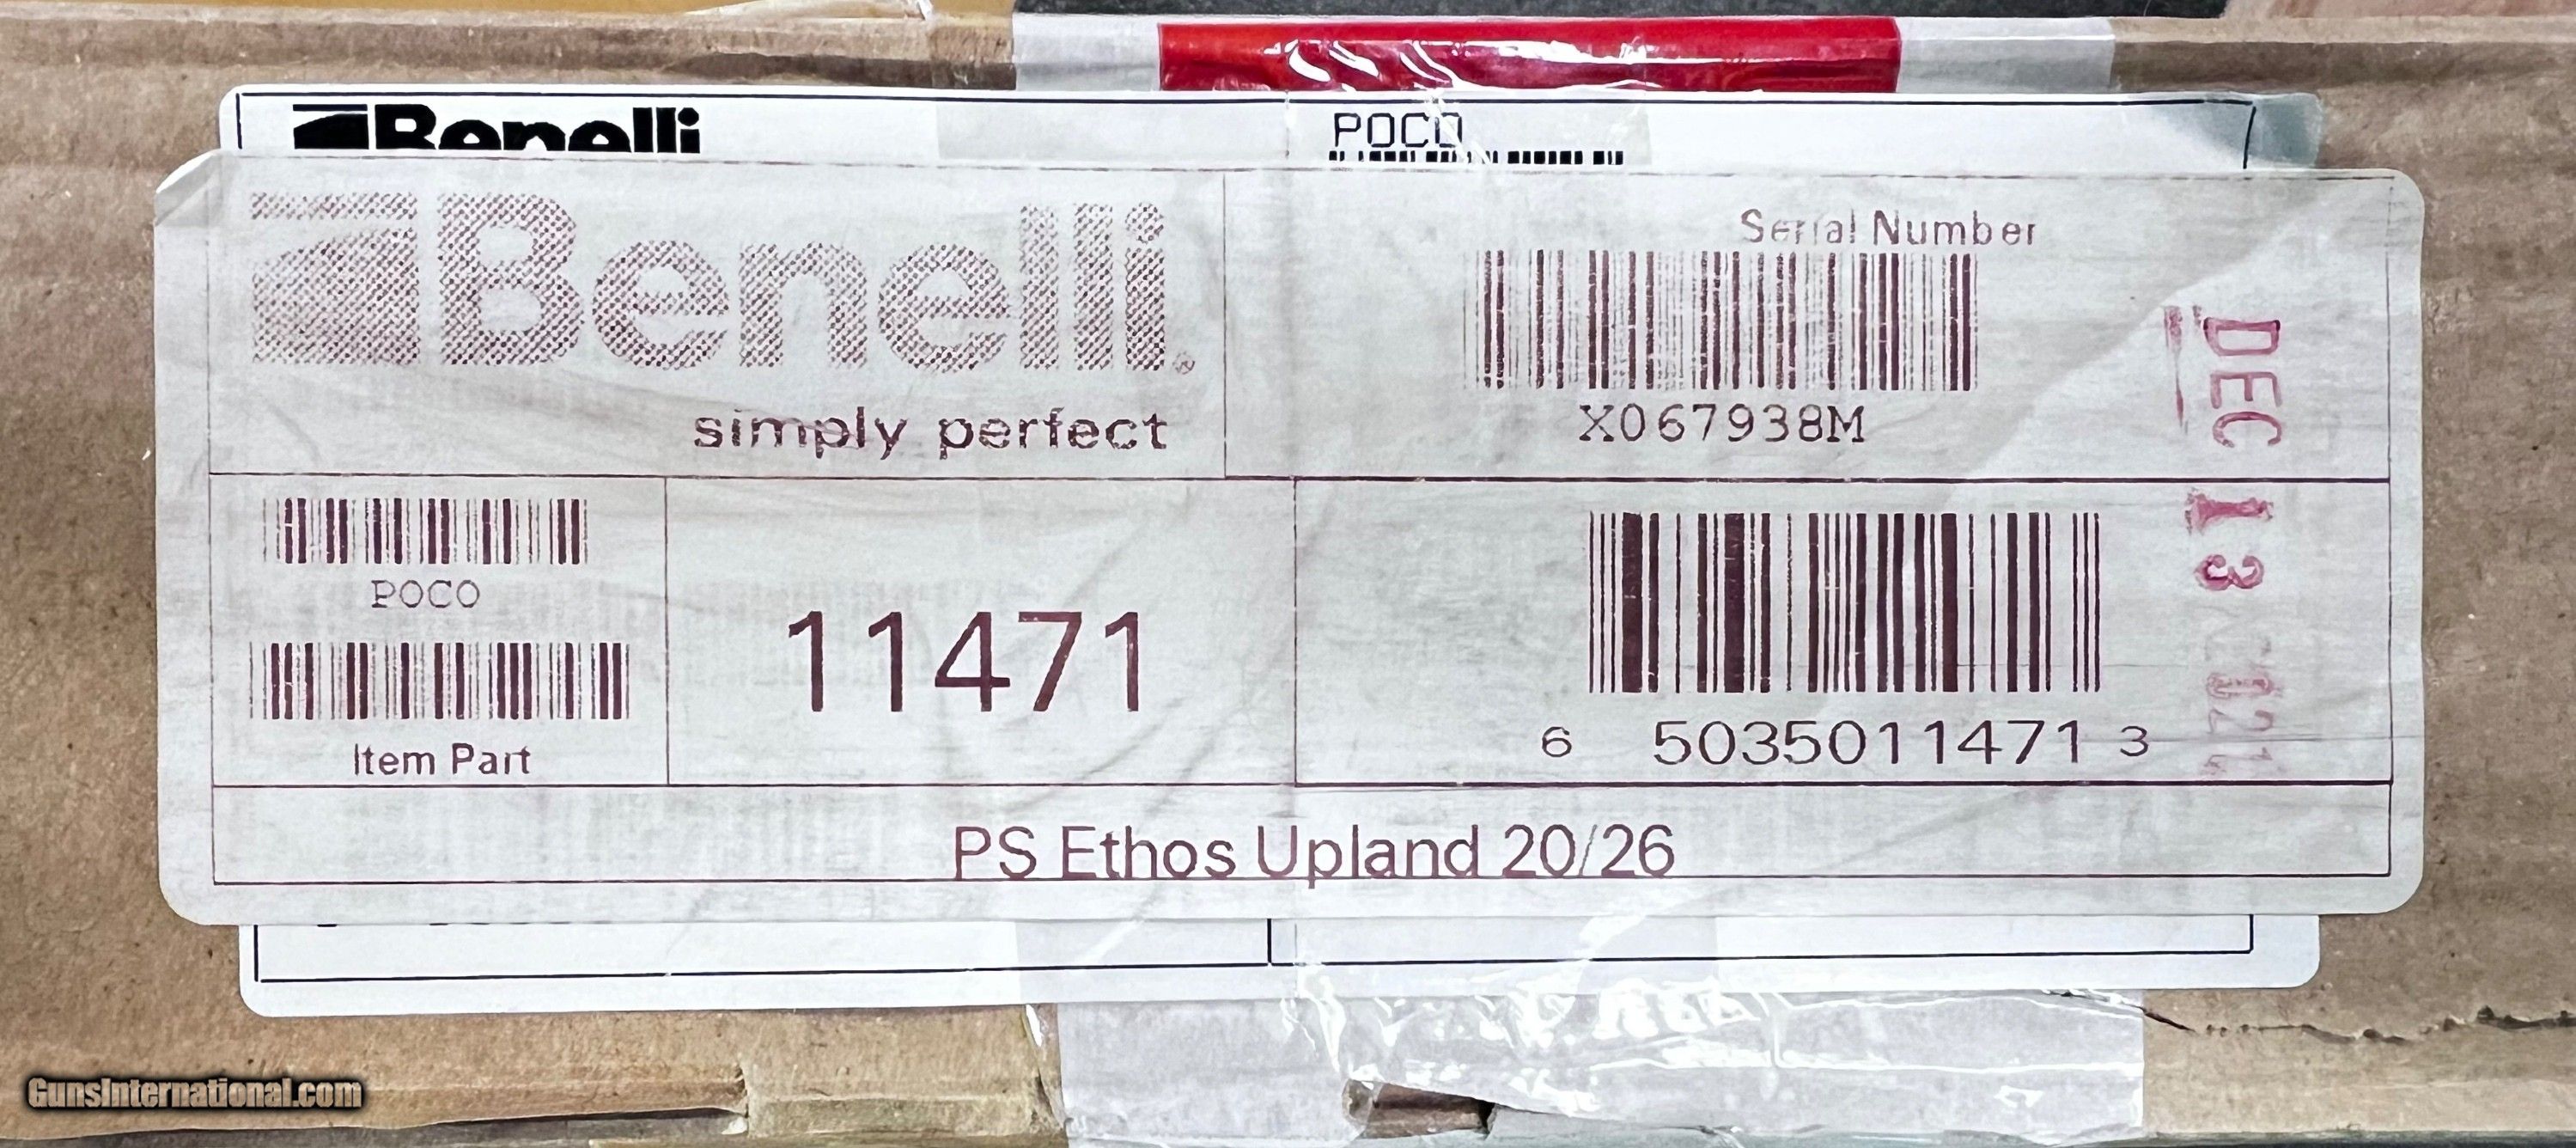 Benelli
POCO
Benelli®
simply perfect
Serial Number
X067938M
DEC 13 2021
POCO
Item Part
11471
6 5035011471 3
PS Ethos Upland 20/26
GunsInternational.com